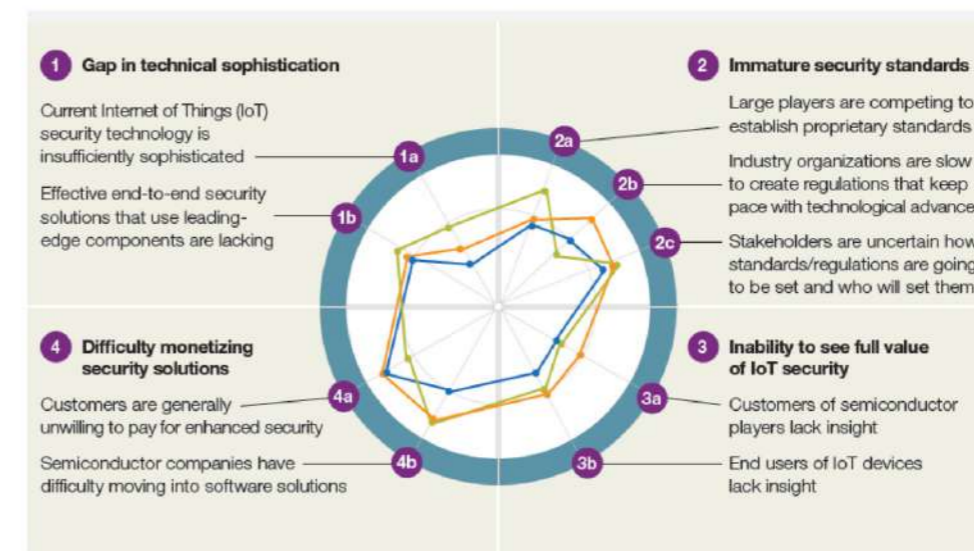 1 Gap in technical sophistication
Current Internet of Things (IoT)
security technology is
insufficiently sophisticated
Effective end-to-end security
solutions that use leading-
edge components are lacking
1a
1b
2 Immature security standards
Large players are competing to
establish proprietary standards
Industry organizations are slow
to create regulations that keep
pace with technological advance
Stakeholders are uncertain how
standards/regulations are going
to be set and who will set them
2a
2b
2c
4 Difficulty monetizing
security solutions
Customers are generally
unwilling to pay for enhanced security
Semiconductor companies have
difficulty moving into software solutions
4a
4b
3 Inability to see full value
of IoT security
Customers of semiconductor
players lack insight
End users of IoT devices
lack insight
3a
3b